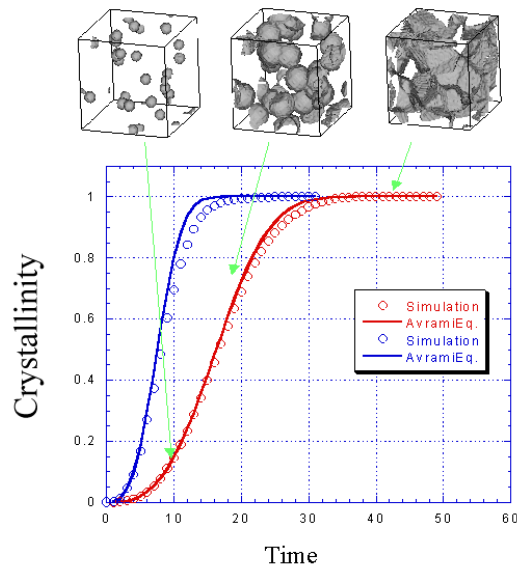 1
0.8
0.6
0.4
0.2
0
Crystallinity
Simulation
AvramiEq.
Simulation
AvramiEq.
0 10 20 30 40 50 60
Time